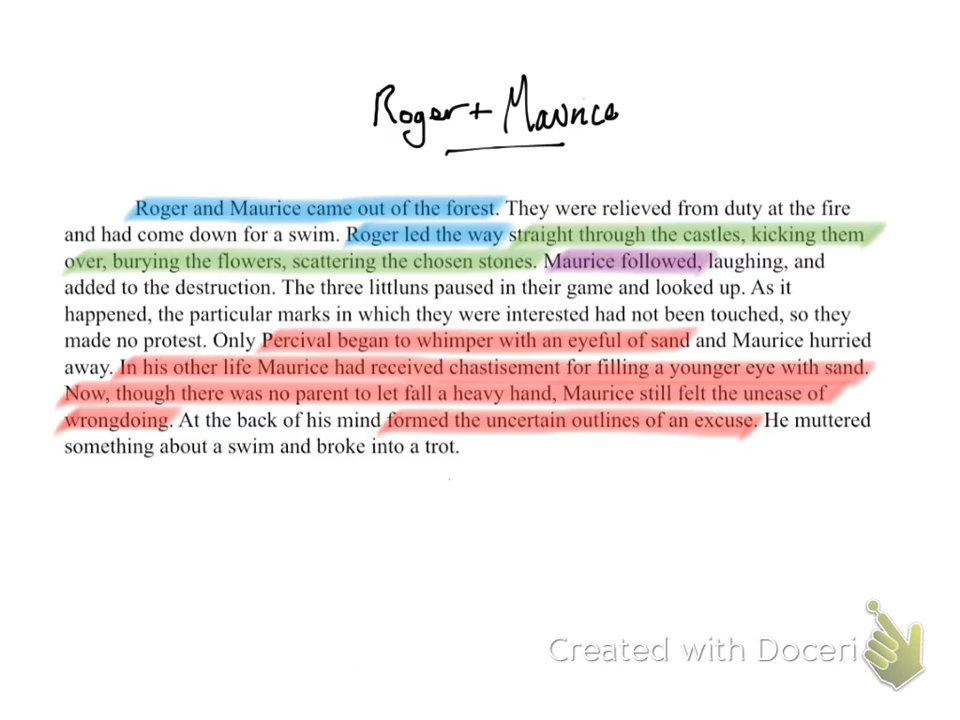 Roger + Maurice
Roger and Maurice came out of the forest. They were relieved from duty at the fire
and had come down for a swim. Roger led the way straight through the castles, kicking them
over, burying the flowers, scattering the chosen stones. Maurice followed, laughing, and
added to the destruction. The three littluns paused in their game and looked up. As it
happened, the particular marks in which they were interested had not been touched, so they
made no protest. Only Percival began to whimper with an eyeful of sand and Maurice hurried
away. In his other life Maurice had received chastisement for filling a younger eye with sand.
Now, though there was no parent to let fall a heavy hand, Maurice still felt the unease of
wrongdoing. At the back of his mind formed the uncertain outlines of an excuse. He muttered
something about a swim and broke into a trot.
Created with Doceri